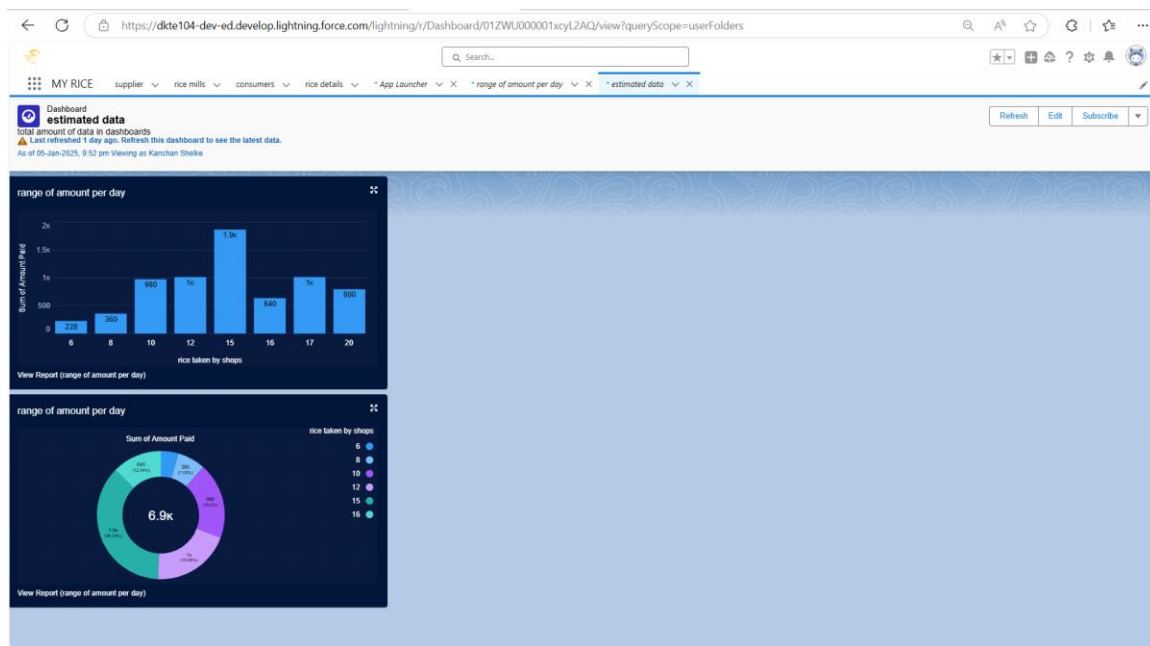 https://dkte104-dev-ed.develop.lightning.force.com/lightning/r/Dashboard/01ZWU000001xcyL2AQ/view?queryScope=userFolders
Search...
MY RICE supplier rice mills consumers rice details * App Launcher * range of amount per day * estimated data
Dashboard
estimated data
total amount of data in dashboards
Last refreshed 1 day ago. Refresh this dashboard to see the latest data.
As of 05-Jan-2025, 9:52 pm Viewing as Kanchan Shelke
Refresh Edit Subscribe
range of amount per day
Sum of Amount Paid
2K
1.5K
1K
500
0
228 360 980 1K 1.9K 640 1K 800
6 8 10 12 15 16 17 20
rice taken by shops
View Report (range of amount per day)
range of amount per day
Sum of Amount Paid
rice taken by shops
6
8
10
12
15
16
640
360
980
1K
1.9K
6.9K
View Report (range of amount per day)